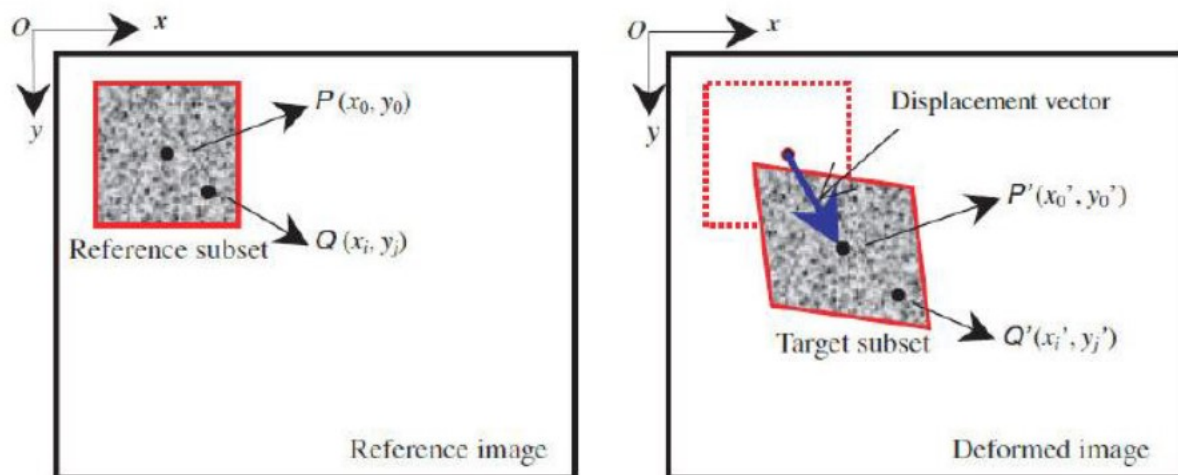 O x
y
P (x₀, y₀)
Q (xᵢ, yⱼ)
Reference subset
Reference image
O x
y
Displacement vector
P’(x₀’, y₀’)
Q’(xᵢ’, yⱼ’)
Target subset
Deformed image